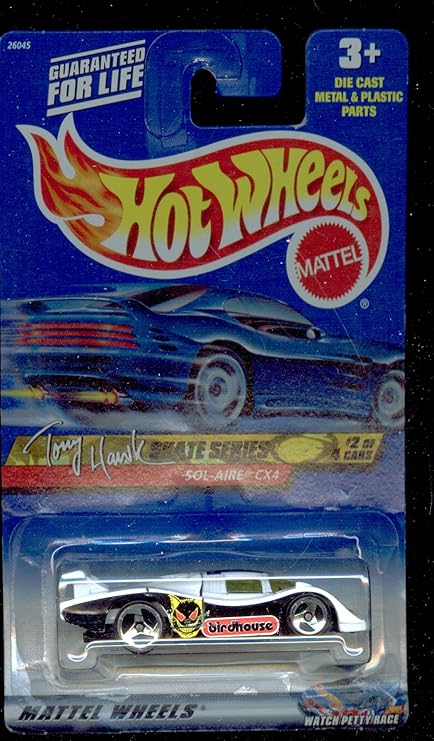 26045
GUARANTEED
FOR LIFE
3+
DIE CAST
METAL & PLASTIC
PARTS
HOT WHEELS
MATTEL
®
Tony Hawk SKATE SERIES
#2 OF
4 CARS
SOL-AIRE® CX4
birdhouse
MATTEL WHEELS
WATCH PETTY RACE